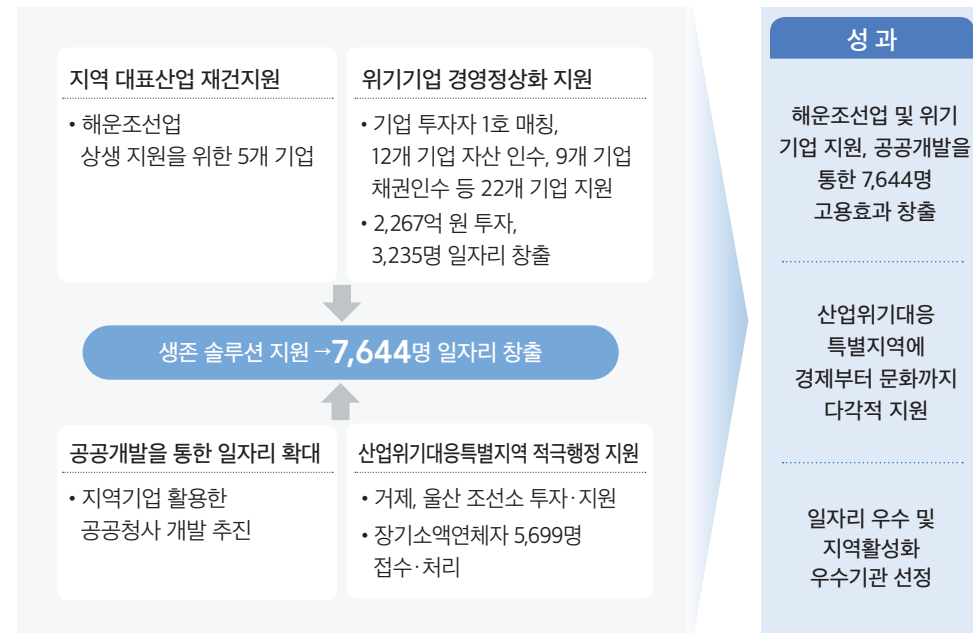 지역 대표산업 재건지원
• 해운조선업
상생 지원을 위한 5개 기업
위기기업 경영정상화 지원
• 기업 투자자 1호 매칭,
12개 기업 자산 인수, 9개 기업
채권인수 등 22개 기업 지원
• 2,267억 원 투자,
3,235명 일자리 창출
생존 솔루션 지원→7,644명 일자리 창출
공공개발을 통한 일자리 확대
• 지역기업 활용한
공공청사 개발 추진
산업위기대응특별지역 적극행정 지원
• 거제, 울산 조선소 투자·지원
• 장기소액연체자 5,699명
접수·처리
성과
해운조선업 및 위기
기업 지원, 공공개발을
통한 7,644명
고용효과 창출
산업위기대응
특별지역에
경제부터 문화까지
다각적 지원
일자리 우수 및
지역활성화
우수기관 선정